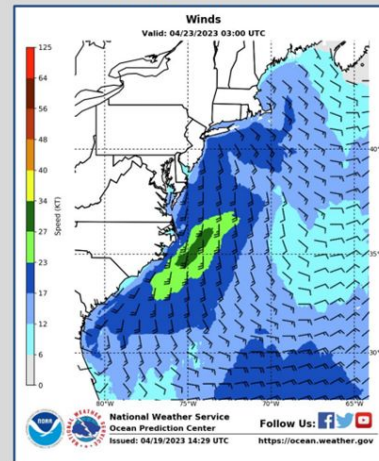 Winds
Valid: 04/23/2023 03:00 UTC
125
64
56
48
40
34
27
23
17
12
6
0
Speed (KT)
40°
35°
30°
80°W
75°W
70°W
65°W
NOAA
National Weather Service
Ocean Prediction Center
Issued: 04/19/2023 14:29 UTC
Follow Us:
https://ocean.weather.gov